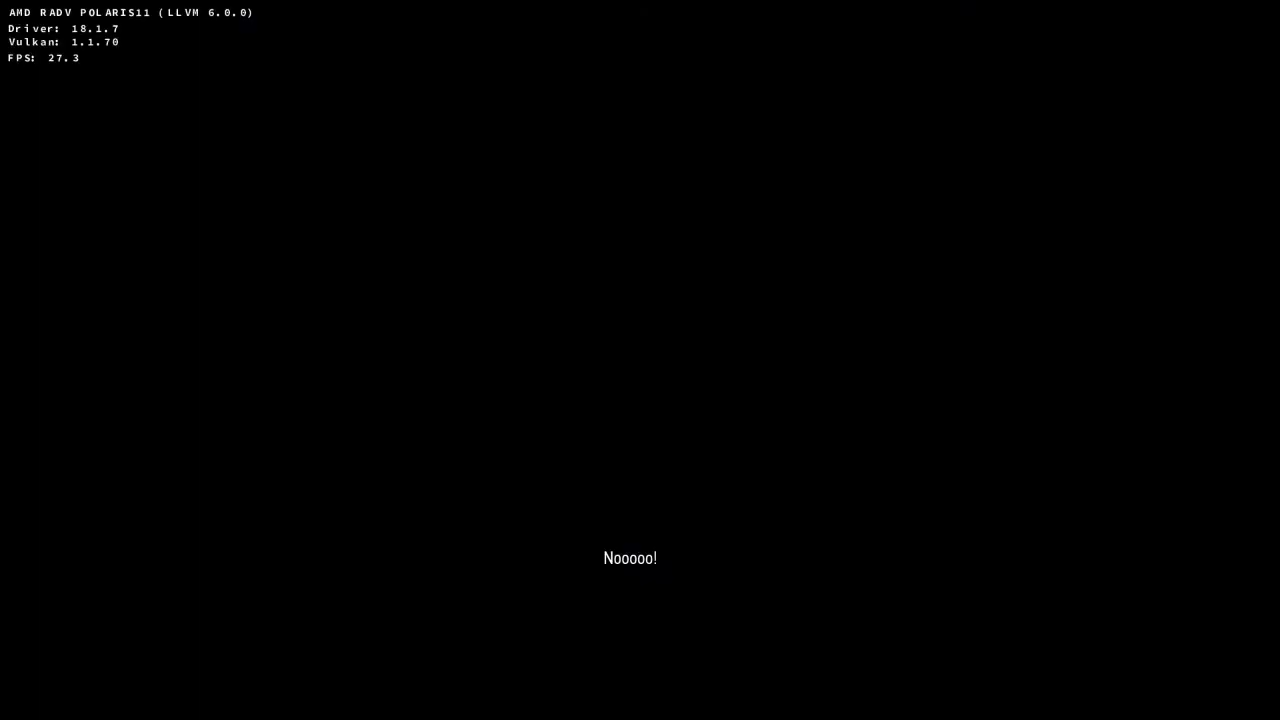 AMD RADV POLARIS11 (LLVM 6.0.0)
Driver: 18.1.7
Vulkan: 1.1.70
FPS: 27.3
Nooooo!